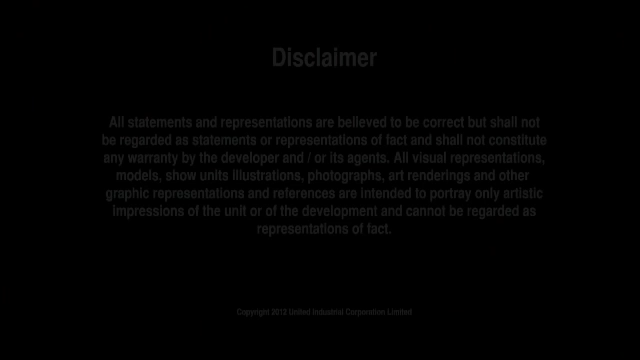 Disclaimer
All statements and representations are believed to be correct but shall not
be regarded as statements or representations of fact and shall not constitute
any warranty by the developer and / or its agents. All visual representations,
models, show units illustrations, photographs, art renderings and other
graphic representations and references are intended to portray only artistic
impressions of the unit or of the development and cannot be regarded as
representations of fact.
Copyright 2012 United Industrial Corporation Limited